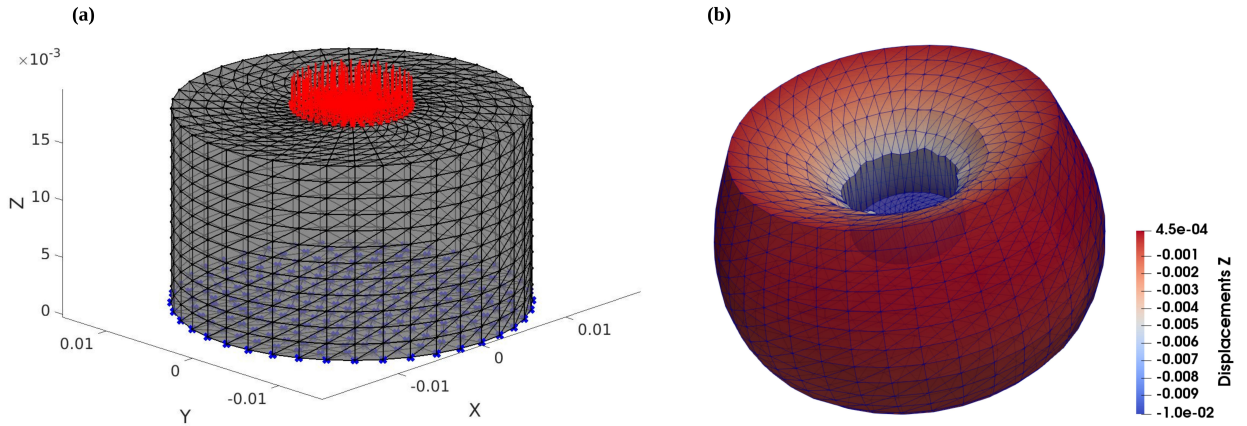 (a)
×10⁻³
15
10
5
0
Z
0.01
0
-0.01
Y
-0.01
0
0.01
X
(b)
4.5e-04
-0.001
-0.002
-0.003
-0.004
-0.005
-0.006
-0.007
-0.008
-0.009
-1.0e-02
Displacements Z